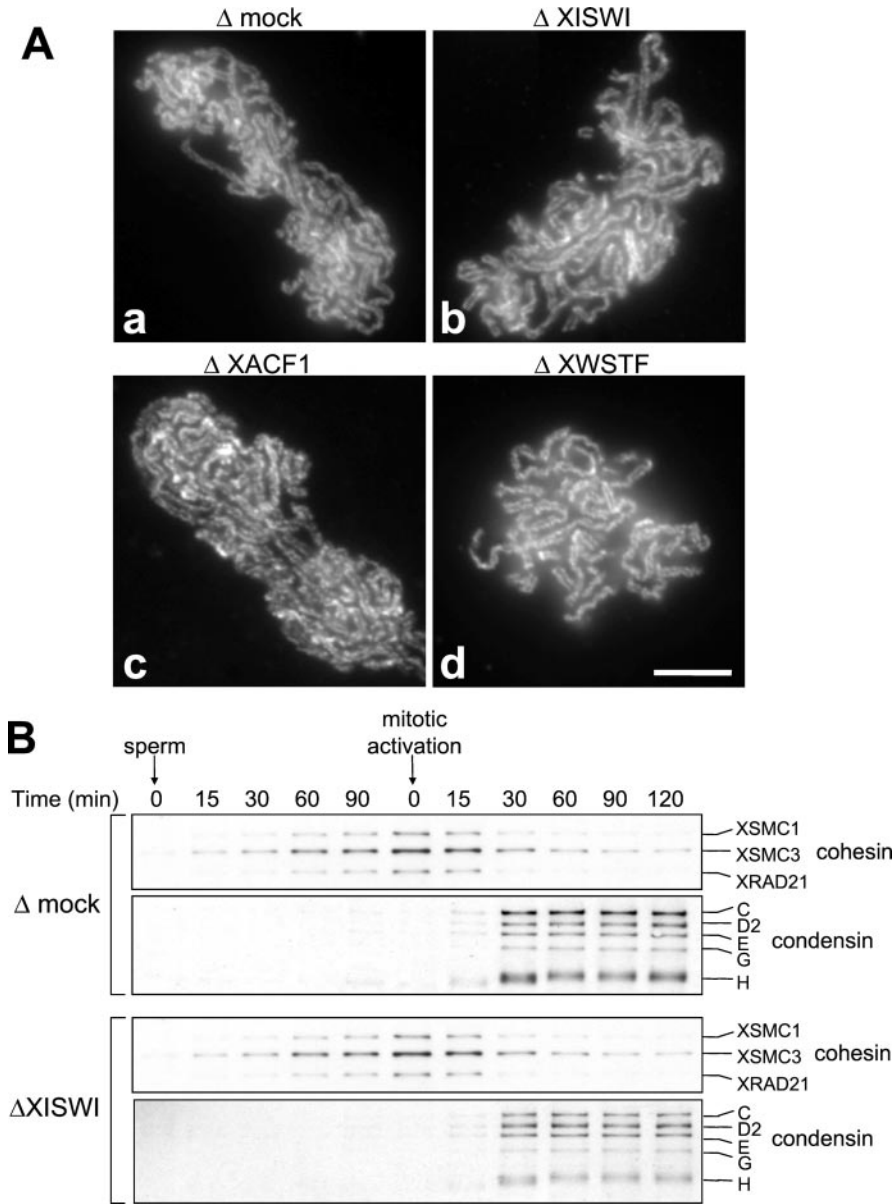 A
Δ mock
Δ XISWI
a
b
Δ XACF1
Δ XWSTF
c
d
B
sperm
mitotic
activation
Time (min) 0 15 30 60 90 0 15 30 60 90 120
Δ mock
XSMC1
XSMC3
XRAD21
cohesin
C
D2
E
G
H
condensin
ΔXISWI
XSMC1
XSMC3
XRAD21
cohesin
C
D2
E
G
H
condensin